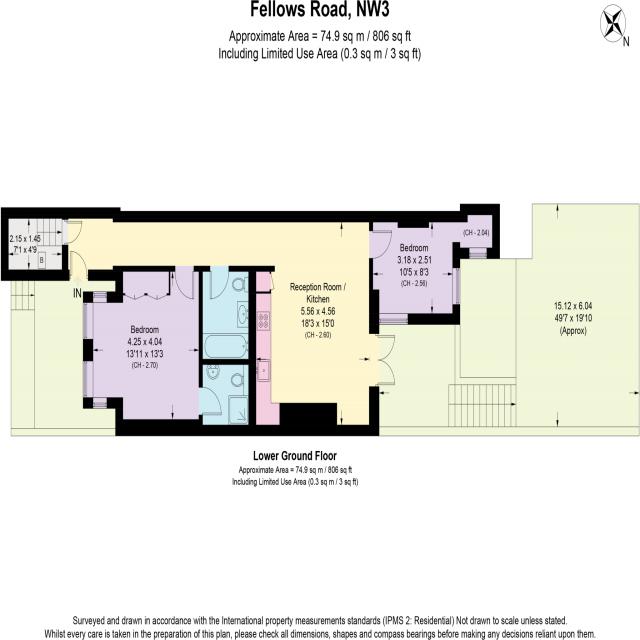 Fellows Road, NW3
Approximate Area = 74.9 sq m / 806 sq ft
Including Limited Use Area (0.3 sq m / 3 sq ft)
N
2.15 x 1.45
7'1 x 4'9
B
IN
Bedroom
4.25 x 4.04
13'11 x 13'3
(CH - 2.70)
Reception Room /
Kitchen
5.56 x 4.56
18'3 x 15'0
(CH - 2.60)
Bedroom
3.18 x 2.51
10'5 x 8'3
(CH - 2.56)
(CH - 2.04)
15.12 x 6.04
49'7 x 19'10
(Approx)
Lower Ground Floor
Approximate Area = 74.9 sq m / 806 sq ft
Including Limited Use Area (0.3 sq m / 3 sq ft)
Surveyed and drawn in accordance with the International property measurements standards (IPMS 2: Residential) Not drawn to scale unless stated.
Whilst every care is taken in the preparation of this plan, please check all dimensions, shapes and compass bearings before making any decisions reliant upon them.